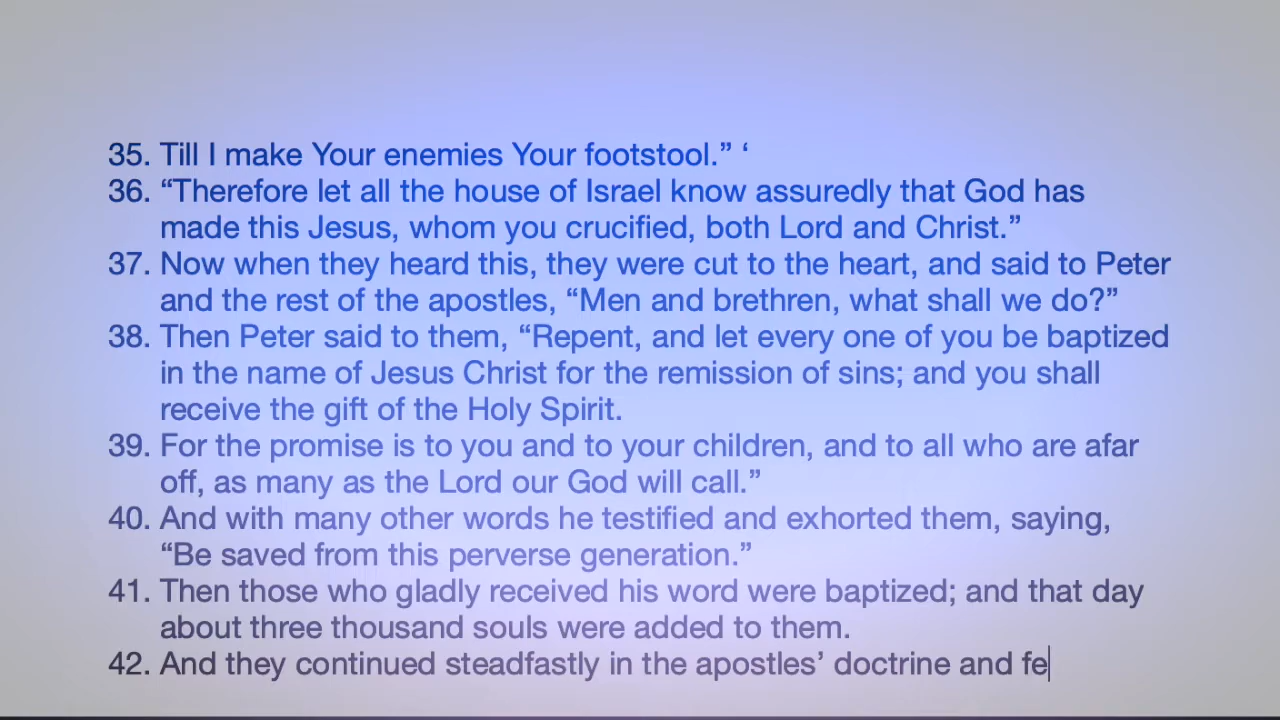 35. Till I make Your enemies Your footstool.” ‘
36. “Therefore let all the house of Israel know assuredly that God has
made this Jesus, whom you crucified, both Lord and Christ.”
37. Now when they heard this, they were cut to the heart, and said to Peter
and the rest of the apostles, “Men and brethren, what shall we do?”
38. Then Peter said to them, “Repent, and let every one of you be baptized
in the name of Jesus Christ for the remission of sins; and you shall
receive the gift of the Holy Spirit.
39. For the promise is to you and to your children, and to all who are afar
off, as many as the Lord our God will call.”
40. And with many other words he testified and exhorted them, saying,
“Be saved from this perverse generation.”
41. Then those who gladly received his word were baptized; and that day
about three thousand souls were added to them.
42. And they continued steadfastly in the apostles’ doctrine and fe